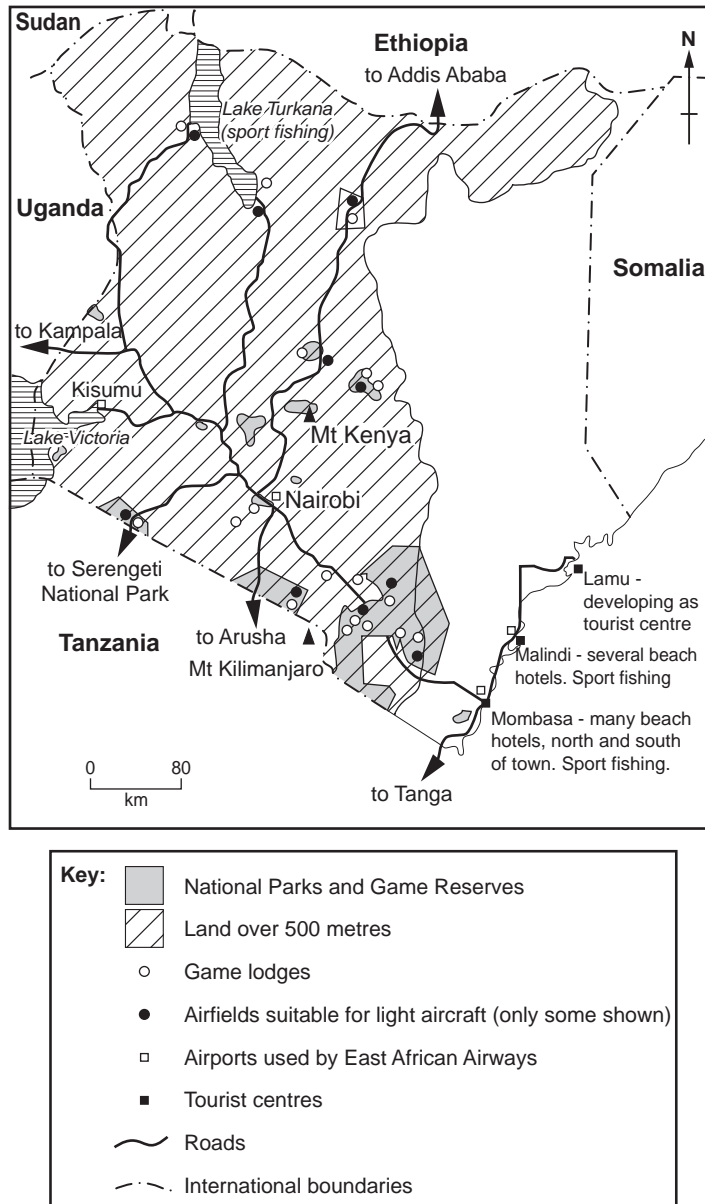 Sudan
Ethiopia
to Addis Ababa
N
Lake Turkana
(sport fishing)
Uganda
Somalia
to Kampala
Kisumu
Lake Victoria
Mt Kenya
Nairobi
to Serengeti
National Park
Lamu -
developing as
tourist centre
Tanzania
to Arusha
Mt Kilimanjaro
Malindi - several beach
hotels. Sport fishing
Mombasa - many beach
hotels, north and south
of town. Sport fishing.
0 80
km
to Tanga
Key:
National Parks and Game Reserves
Land over 500 metres
Game lodges
Airfields suitable for light aircraft (only some shown)
Airports used by East African Airways
Tourist centres
Roads
International boundaries